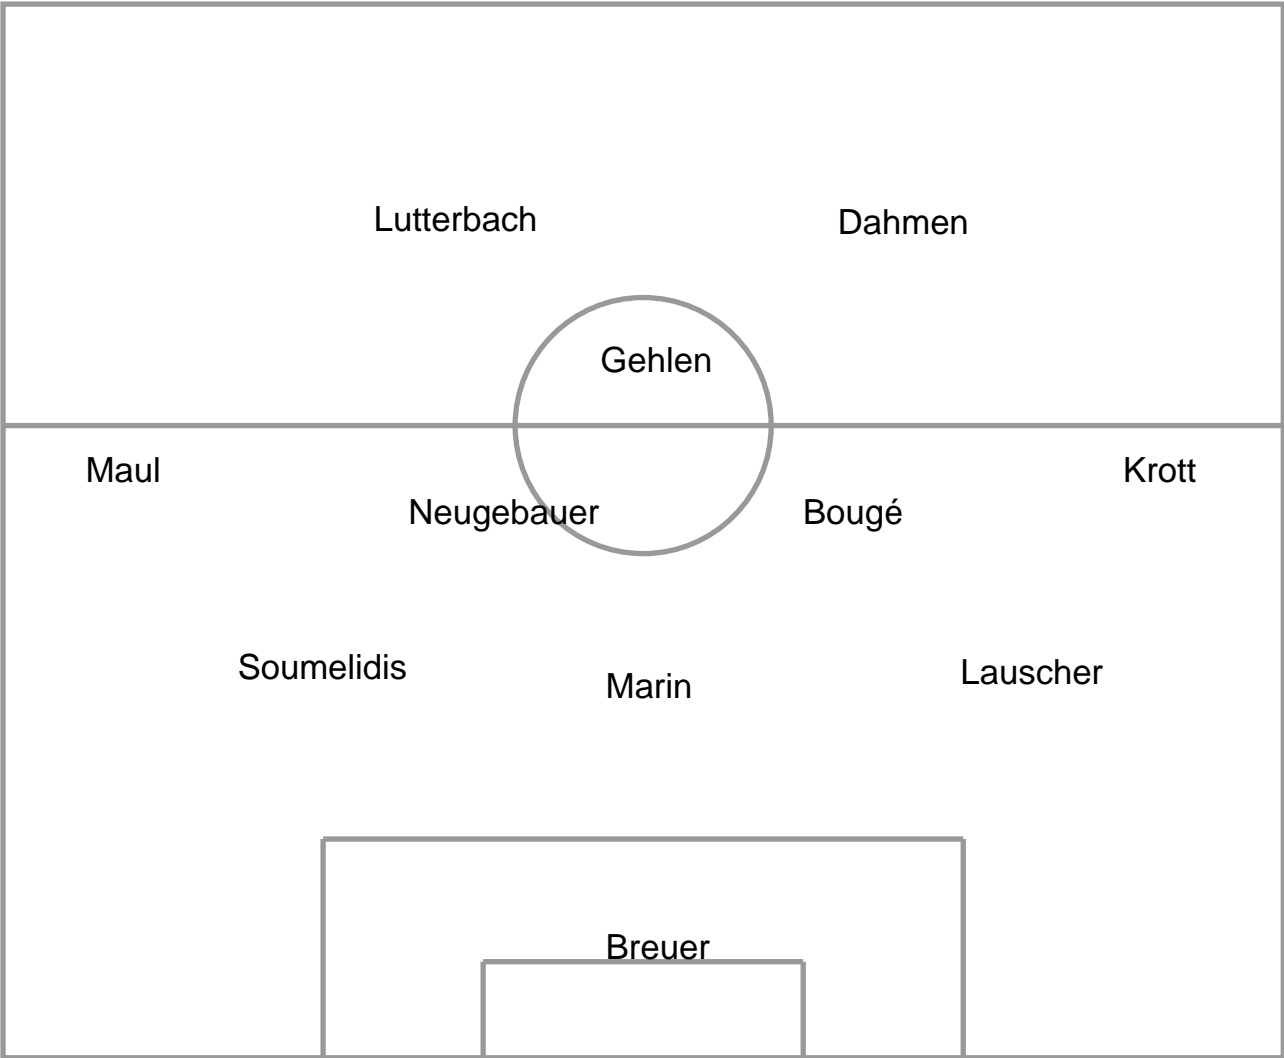 Lutterbach
Dahmen
Gehlen
Maul
Krott
Neugebauer
Bougé
Soumelidis
Marin
Lauscher
Breuer